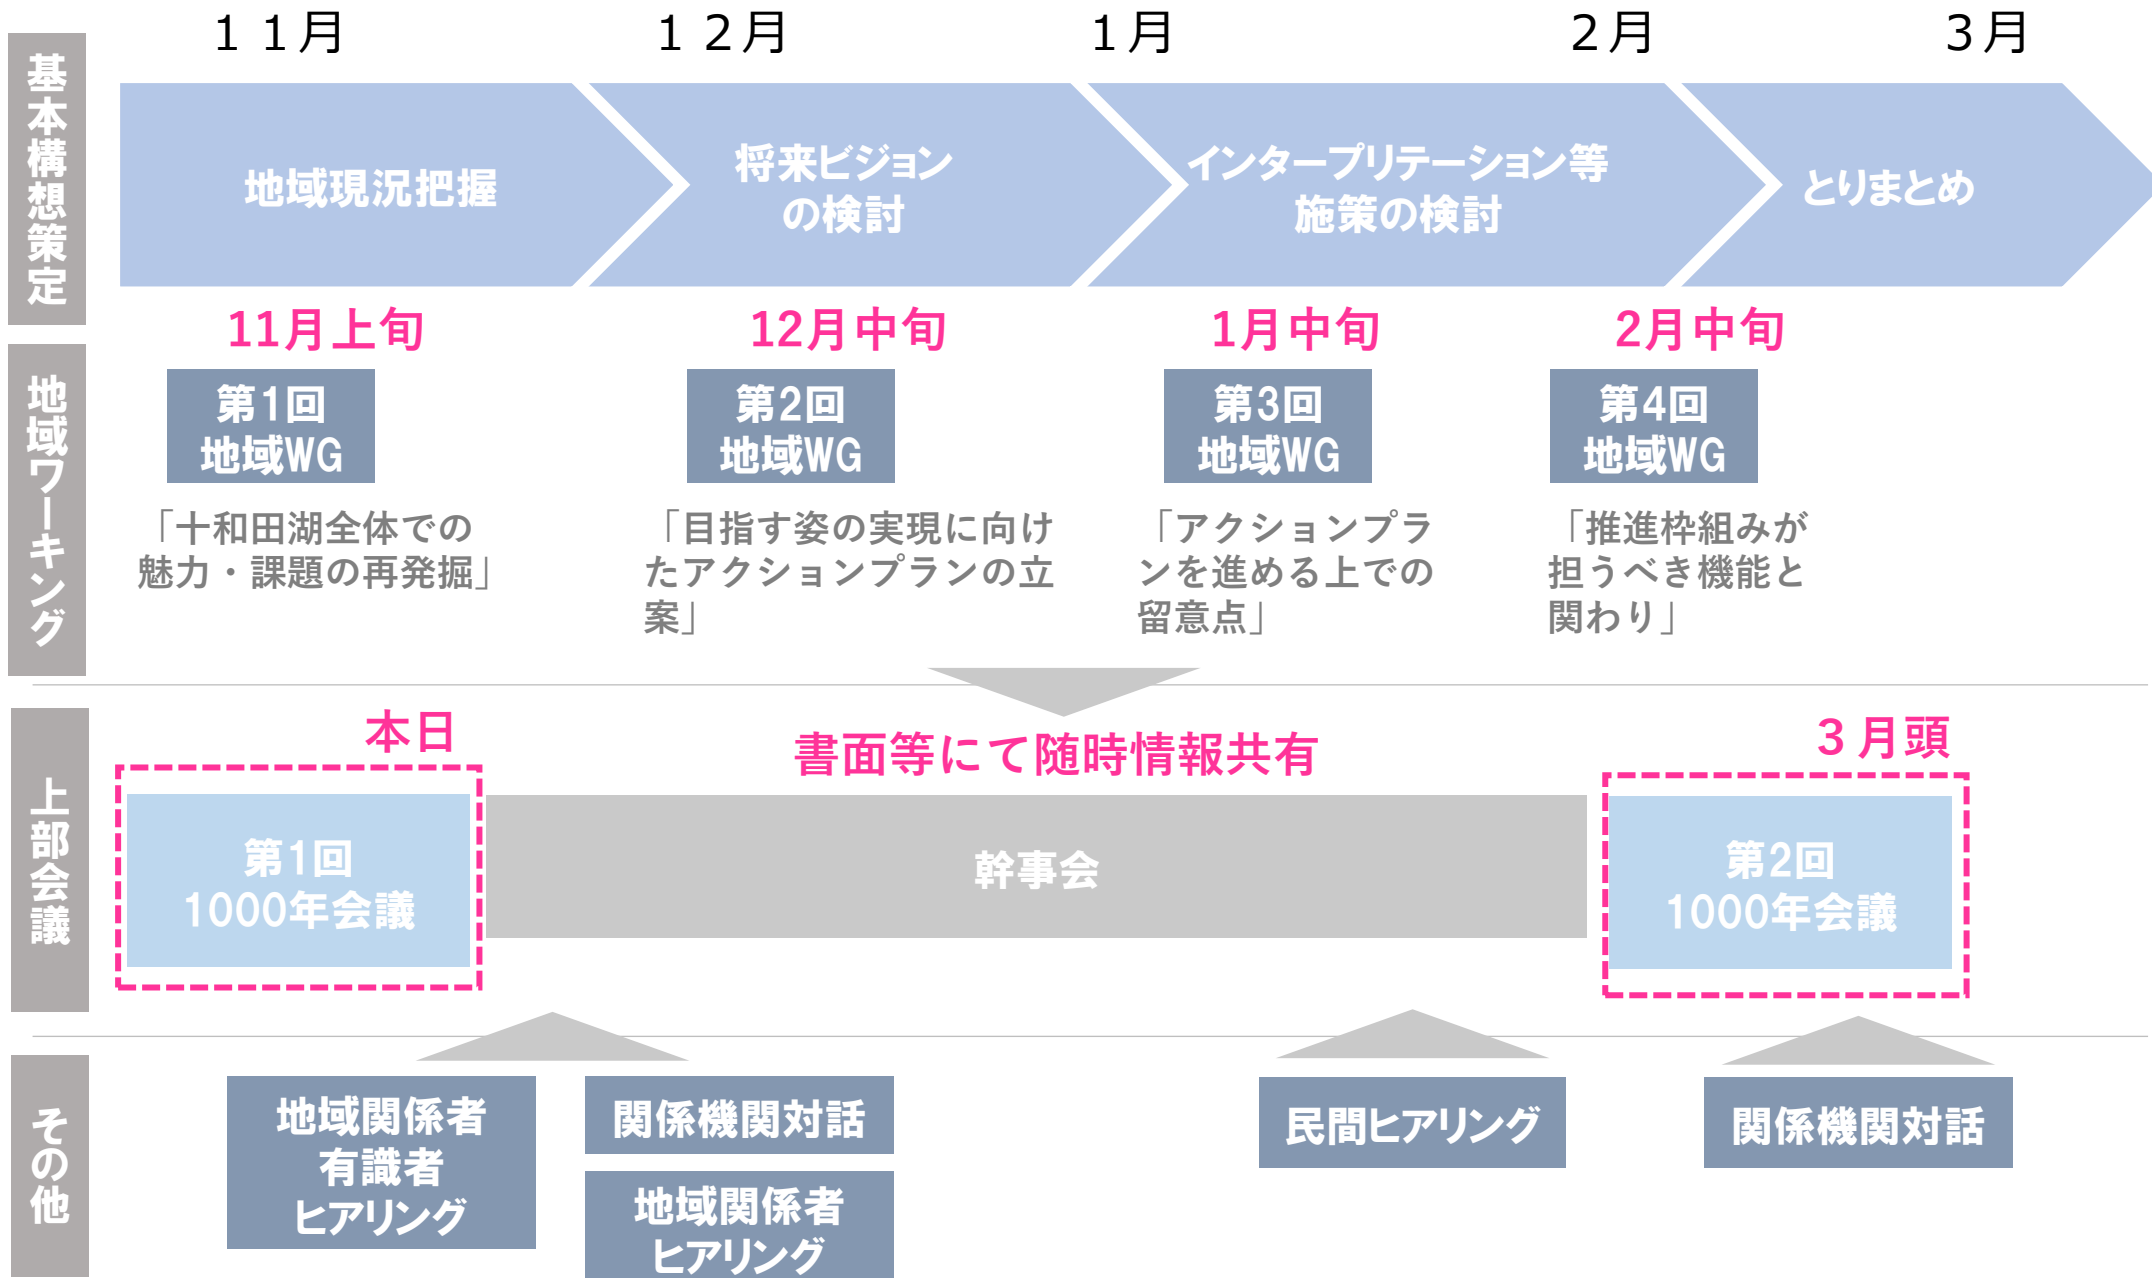 １１月
１２月
１月
２月
３月
基本構想策定
地域現況把握
将来ビジョン
の検討
インタープリテーション等
施策の検討
とりまとめ
地域ワーキング
11月上旬
12月中旬
1月中旬
2月中旬
第1回
地域WG
第2回
地域WG
第3回
地域WG
第4回
地域WG
「十和田湖全体での
魅力・課題の再発掘」
「目指す姿の実現に向け
たアクションプランの立
案」
「アクションプラ
ンを進める上での
留意点」
「推進枠組みが
担うべき機能と
関わり」
上部会議
本日
書面等にて随時情報共有
３月頭
第1回
1000年会議
幹事会
第2回
1000年会議
その他
地域関係者
有識者
ヒアリング
関係機関対話
地域関係者
ヒアリング
民間ヒアリング
関係機関対話